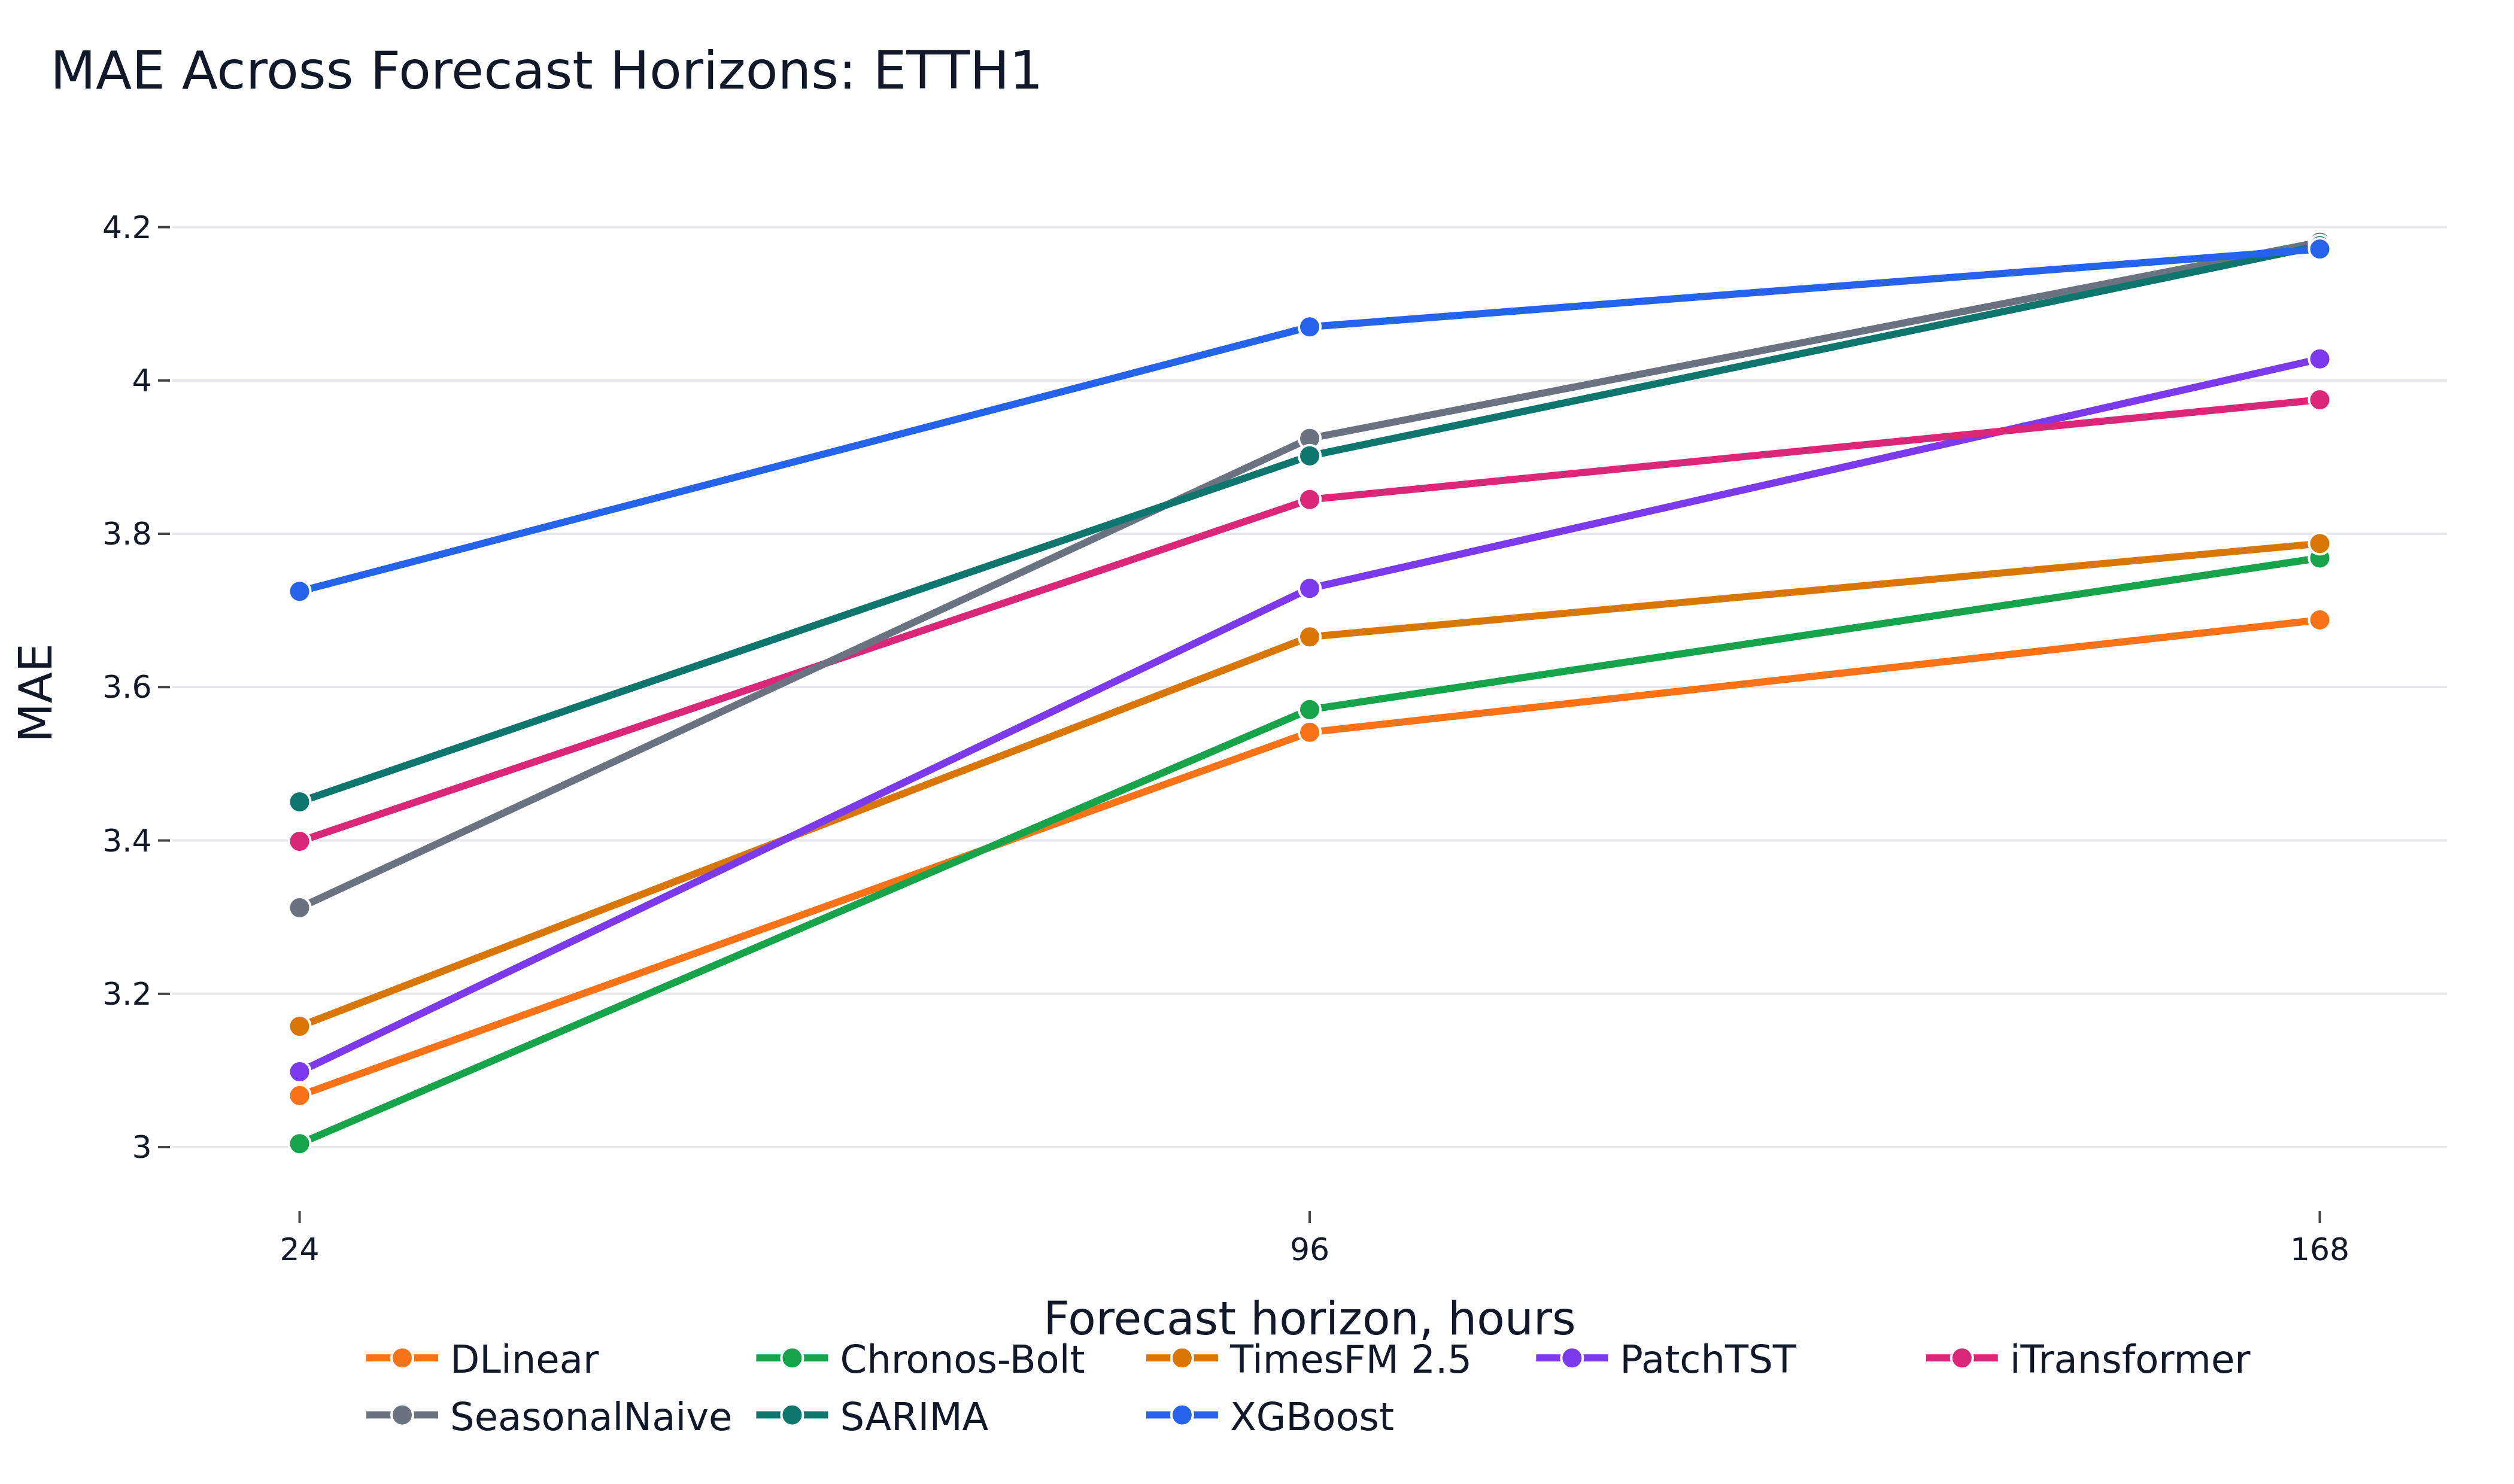 MAE Across Forecast Horizons: ETTH1
4.2
4
3.8
3.6
3.4
3.2
3
MAE
24 96 168
Forecast horizon, hours
DLinear Chronos-Bolt TimesFM 2.5 PatchTST iTransformer
SeasonalNaive SARIMA XGBoost